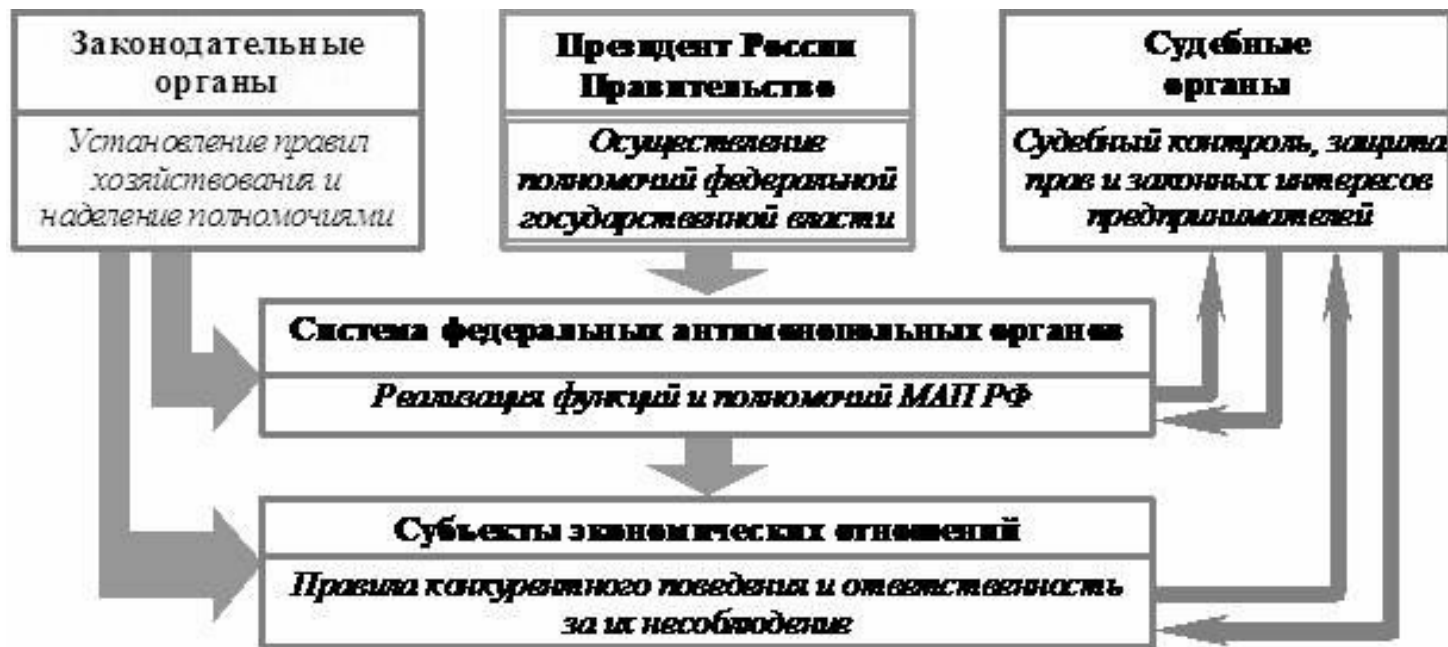 Законодательные
органы
Установление правил
хозяйствования и
наделение полномочиями
Президент России
Правительство
Осуществление
полномочий федеральной
государственной власти
Судебные
органы
Судебный контроль, защита
прав и законных интересов
предпринимателей
Система федеральных антимонопольных органов
Реализация функций и полномочий МАП РФ
Субъекты экономических отношений
Правила конкурентного поведения и ответственность
за их несоблюдение